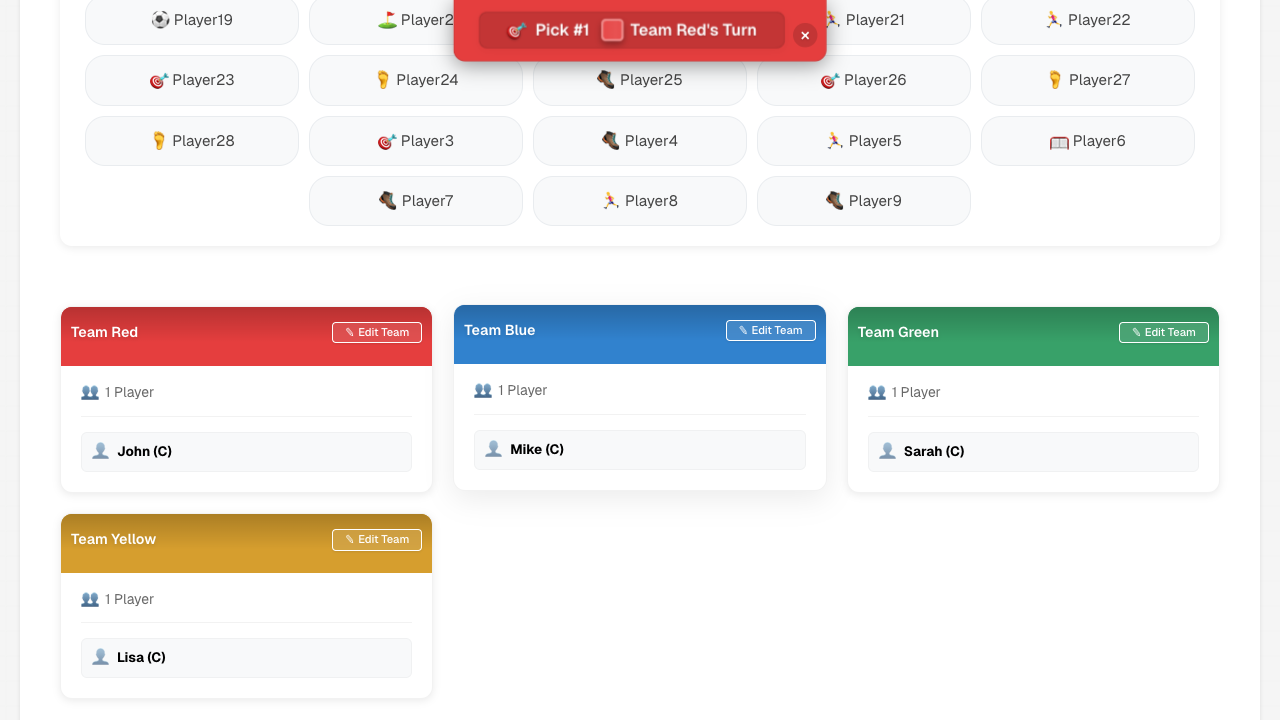 Pick #1 Team Red's Turn ×
Player19 Player2 Player21 Player22
Player23 Player24 Player25 Player26 Player27
Player28 Player3 Player4 Player5 Player6
Player7 Player8 Player9
Team Red ✎ Edit Team
1 Player
John (C)
Team Blue ✎ Edit Team
1 Player
Mike (C)
Team Green ✎ Edit Team
1 Player
Sarah (C)
Team Yellow ✎ Edit Team
1 Player
Lisa (C)